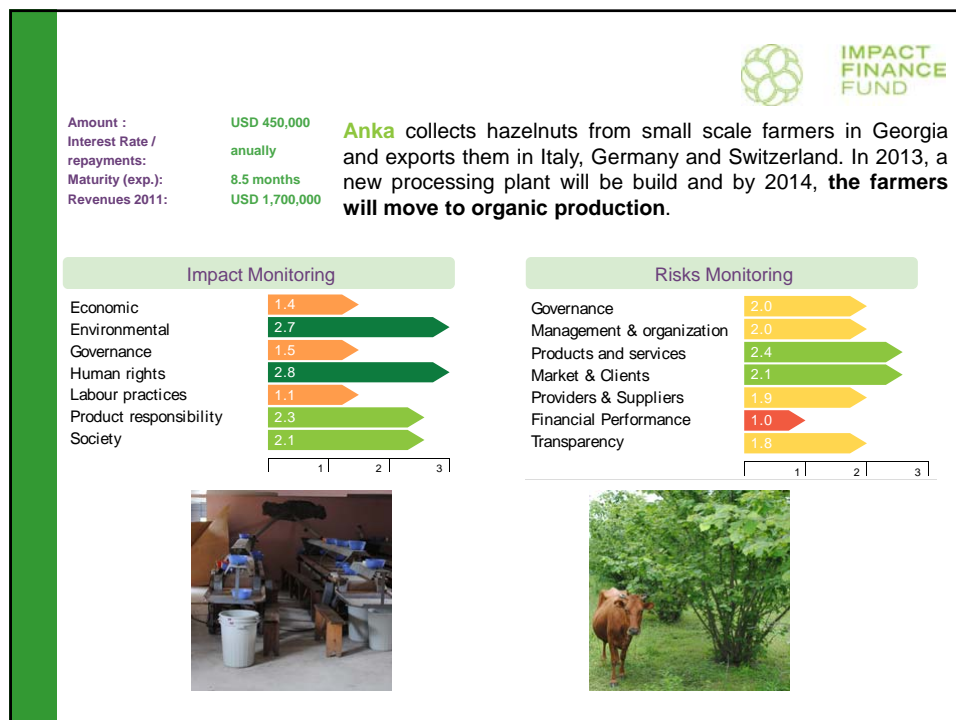 IMPACT
FINANCE
FUND
Amount : USD 450,000
Interest Rate /
repayments: anually
Maturity (exp.): 8.5 months
Revenues 2011: USD 1,700,000
Anka collects hazelnuts from small scale farmers in Georgia
and exports them in Italy, Germany and Switzerland. In 2013, a
new processing plant will be build and by 2014, the farmers
will move to organic production.
Impact Monitoring
Economic 1.4
Environmental 2.7
Governance 1.5
Human rights 2.8
Labour practices 1.1
Product responsibility 2.3
Society 2.1
1 2 3
Risks Monitoring
Governance 2.0
Management & organization 2.0
Products and services 2.4
Market & Clients 2.1
Providers & Suppliers 1.9
Financial Performance 1.0
Transparency 1.8
1 2 3